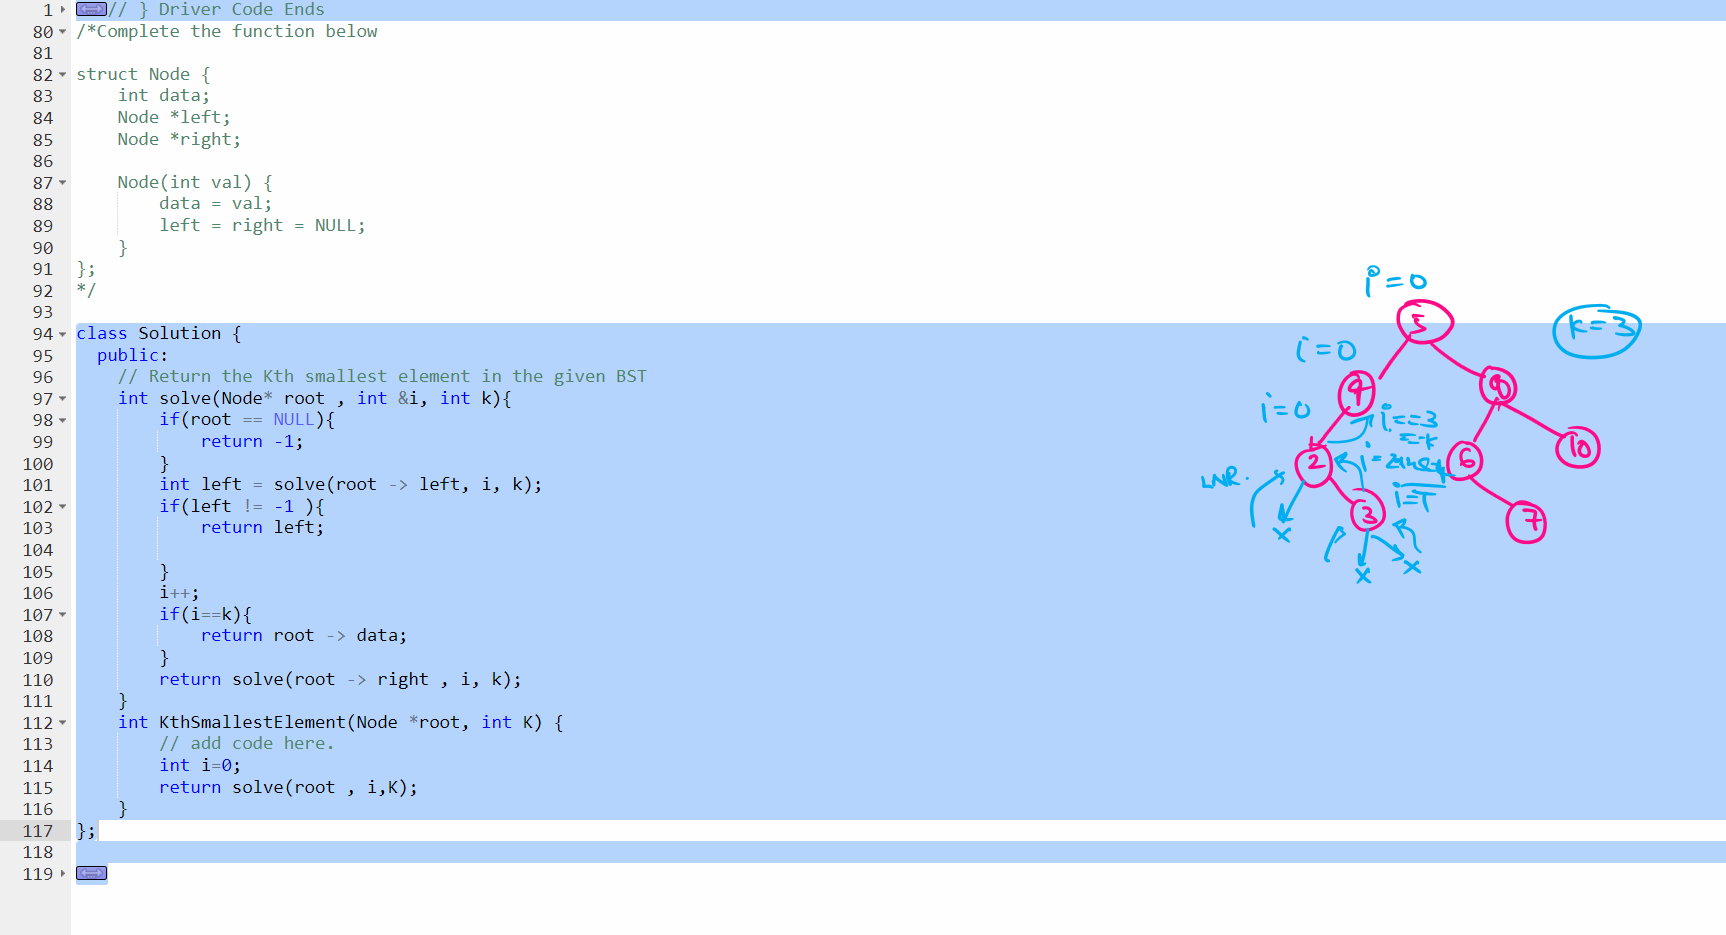 1 // } Driver Code Ends
80 /*Complete the function below
81
82 struct Node {
83 int data;
84 Node *left;
85 Node *right;
86
87 Node(int val) {
88 data = val;
89 left = right = NULL;
90 }
91 };
92 */
93
94 class Solution {
95 public:
96 // Return the Kth smallest element in the given BST
97 int solve(Node* root , int &i, int k){
98 if(root == NULL){
99 return -1;
100 }
101 int left = solve(root -> left, i, k);
102 if(left != -1 ){
103 return left;
104
105 }
106 i++;
107 if(i==k){
108 return root -> data;
109 }
110 return solve(root -> right , i, k);
111 }
112 int KthSmallestElement(Node *root, int K) {
113 // add code here.
114 int i=0;
115 return solve(root , i,K);
116 }
117 };
118
119
i=0
5
k=3
i=0
i=0
i==3
=k
2
6
10
LNR.
3
7
x
x
x